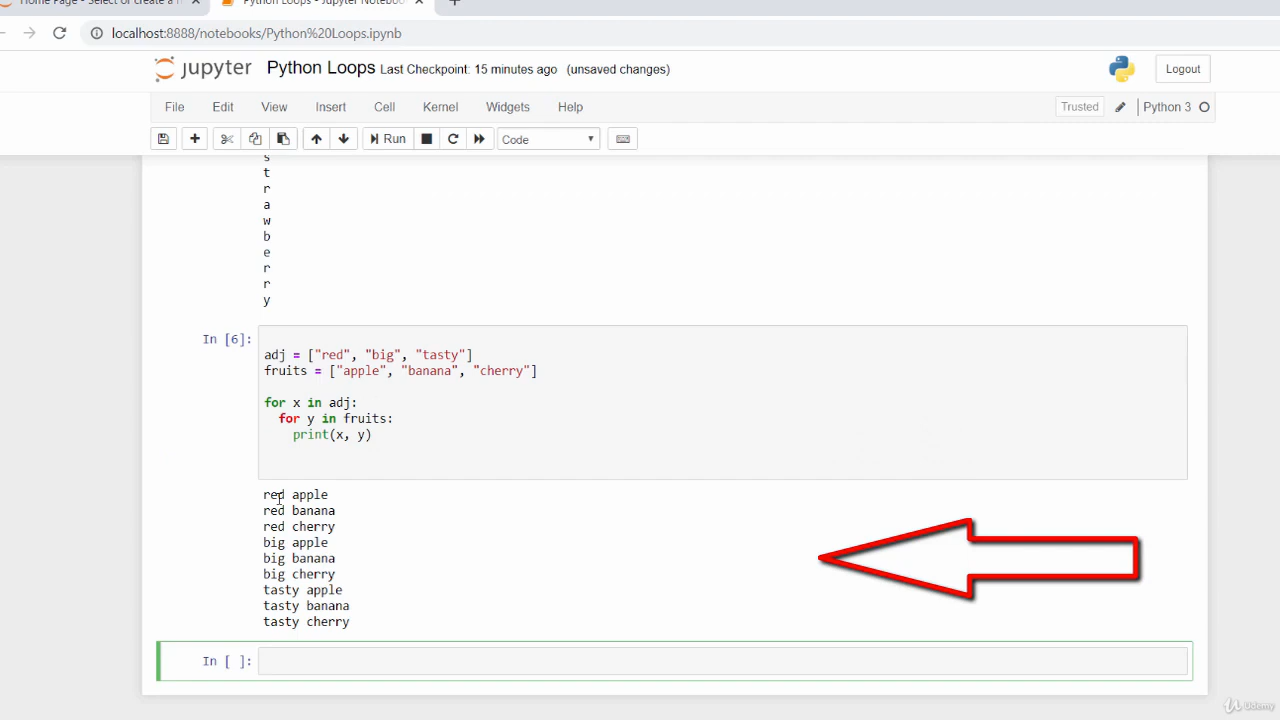 Home Page - Select or create a n
Python Loops - Jupyter Notebook
localhost:8888/notebooks/Python%20Loops.ipynb
jupyter Python Loops Last Checkpoint: 15 minutes ago (unsaved changes)
Logout
File Edit View Insert Cell Kernel Widgets Help
Trusted Python 3
Run Code
s
t
r
a
w
b
e
r
r
y
In [6]:
adj = ["red", "big", "tasty"]
fruits = ["apple", "banana", "cherry"]
for x in adj:
  for y in fruits:
    print(x, y)
red apple
red banana
red cherry
big apple
big banana
big cherry
tasty apple
tasty banana
tasty cherry
In [ ]:
Udemy